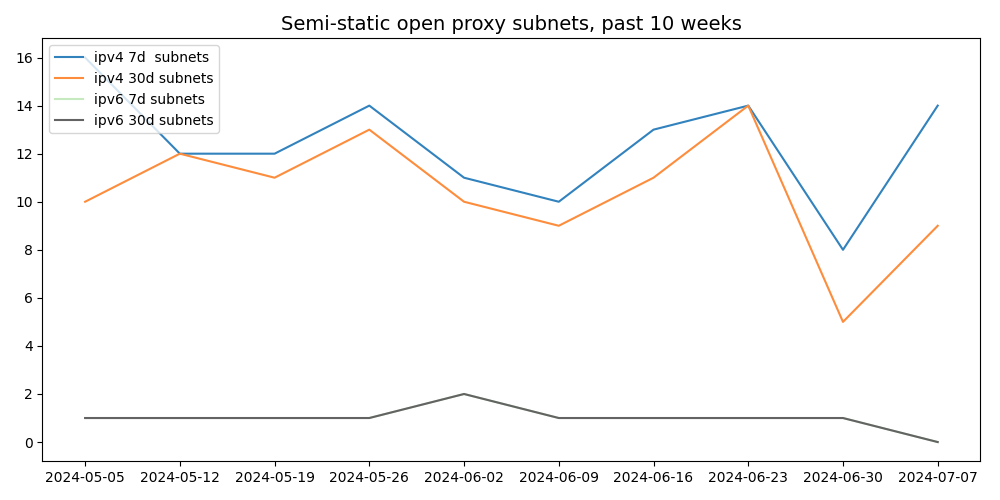 Semi-static open proxy subnets, past 10 weeks
ipv4 7d  subnets
ipv4 30d subnets
ipv6 7d subnets
ipv6 30d subnets
16
14
12
10
8
6
4
2
0
2024-05-05 2024-05-12 2024-05-19 2024-05-26 2024-06-02 2024-06-09 2024-06-16 2024-06-23 2024-06-30 2024-07-07